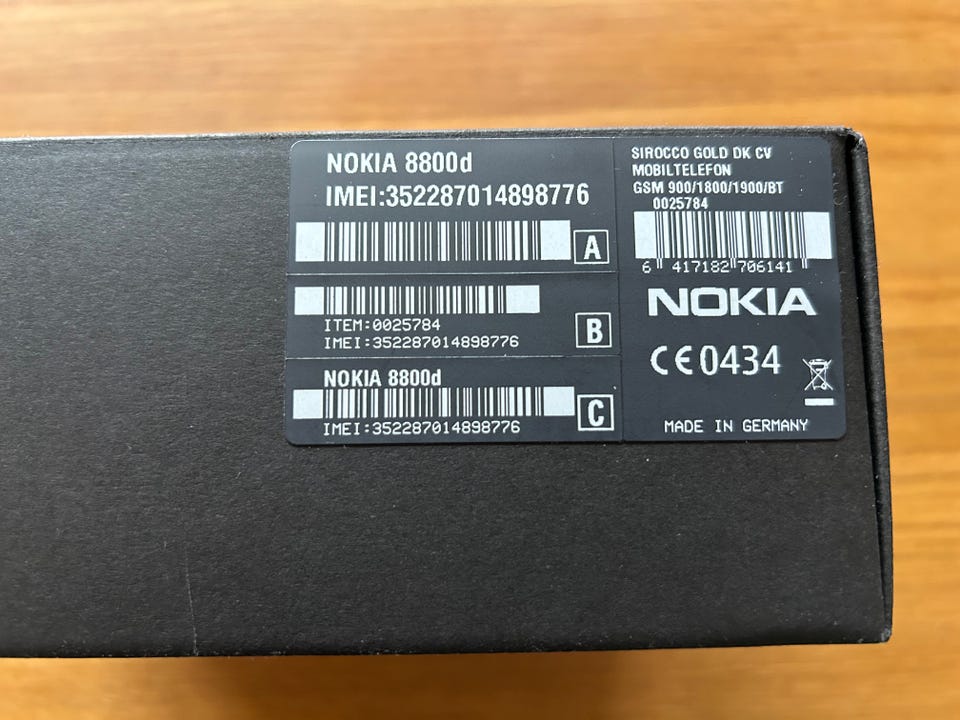 NOKIA 8800d
IMEI:352287014898776
A
ITEM:0025784
IMEI:352287014898776
B
NOKIA 8800d
IMEI:352287014898776
C
SIROCCO GOLD DK CV
MOBILTELEFON
GSM 900/1800/1900/BT
0025784
6 417182 706141
NOKIA
CE0434
MADE IN GERMANY